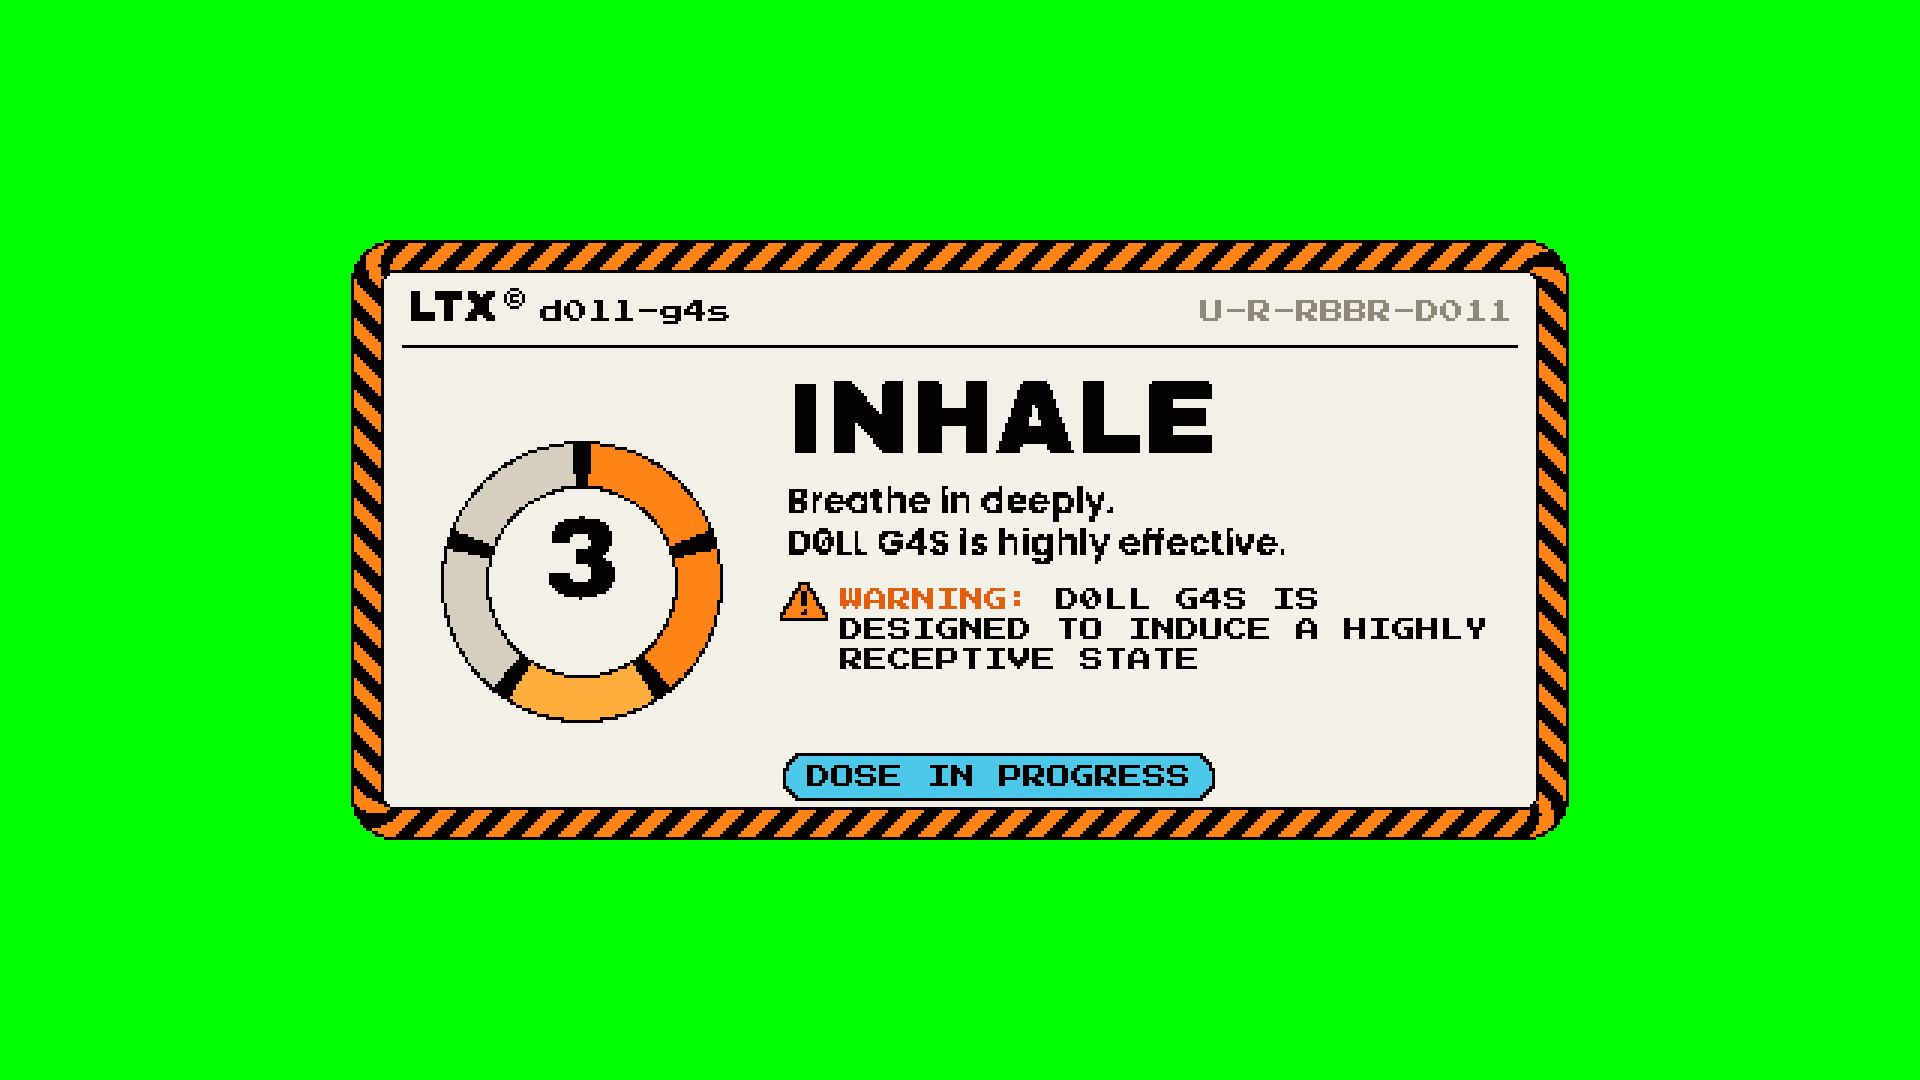 LTX© d0ll-g4s
U-R-RBBR-D011
INHALE
3
Breathe in deeply.
D0LL G4S is highly effective.
WARNING: D0LL G4S IS
DESIGNED TO INDUCE A HIGHLY
RECEPTIVE STATE
DOSE IN PROGRESS